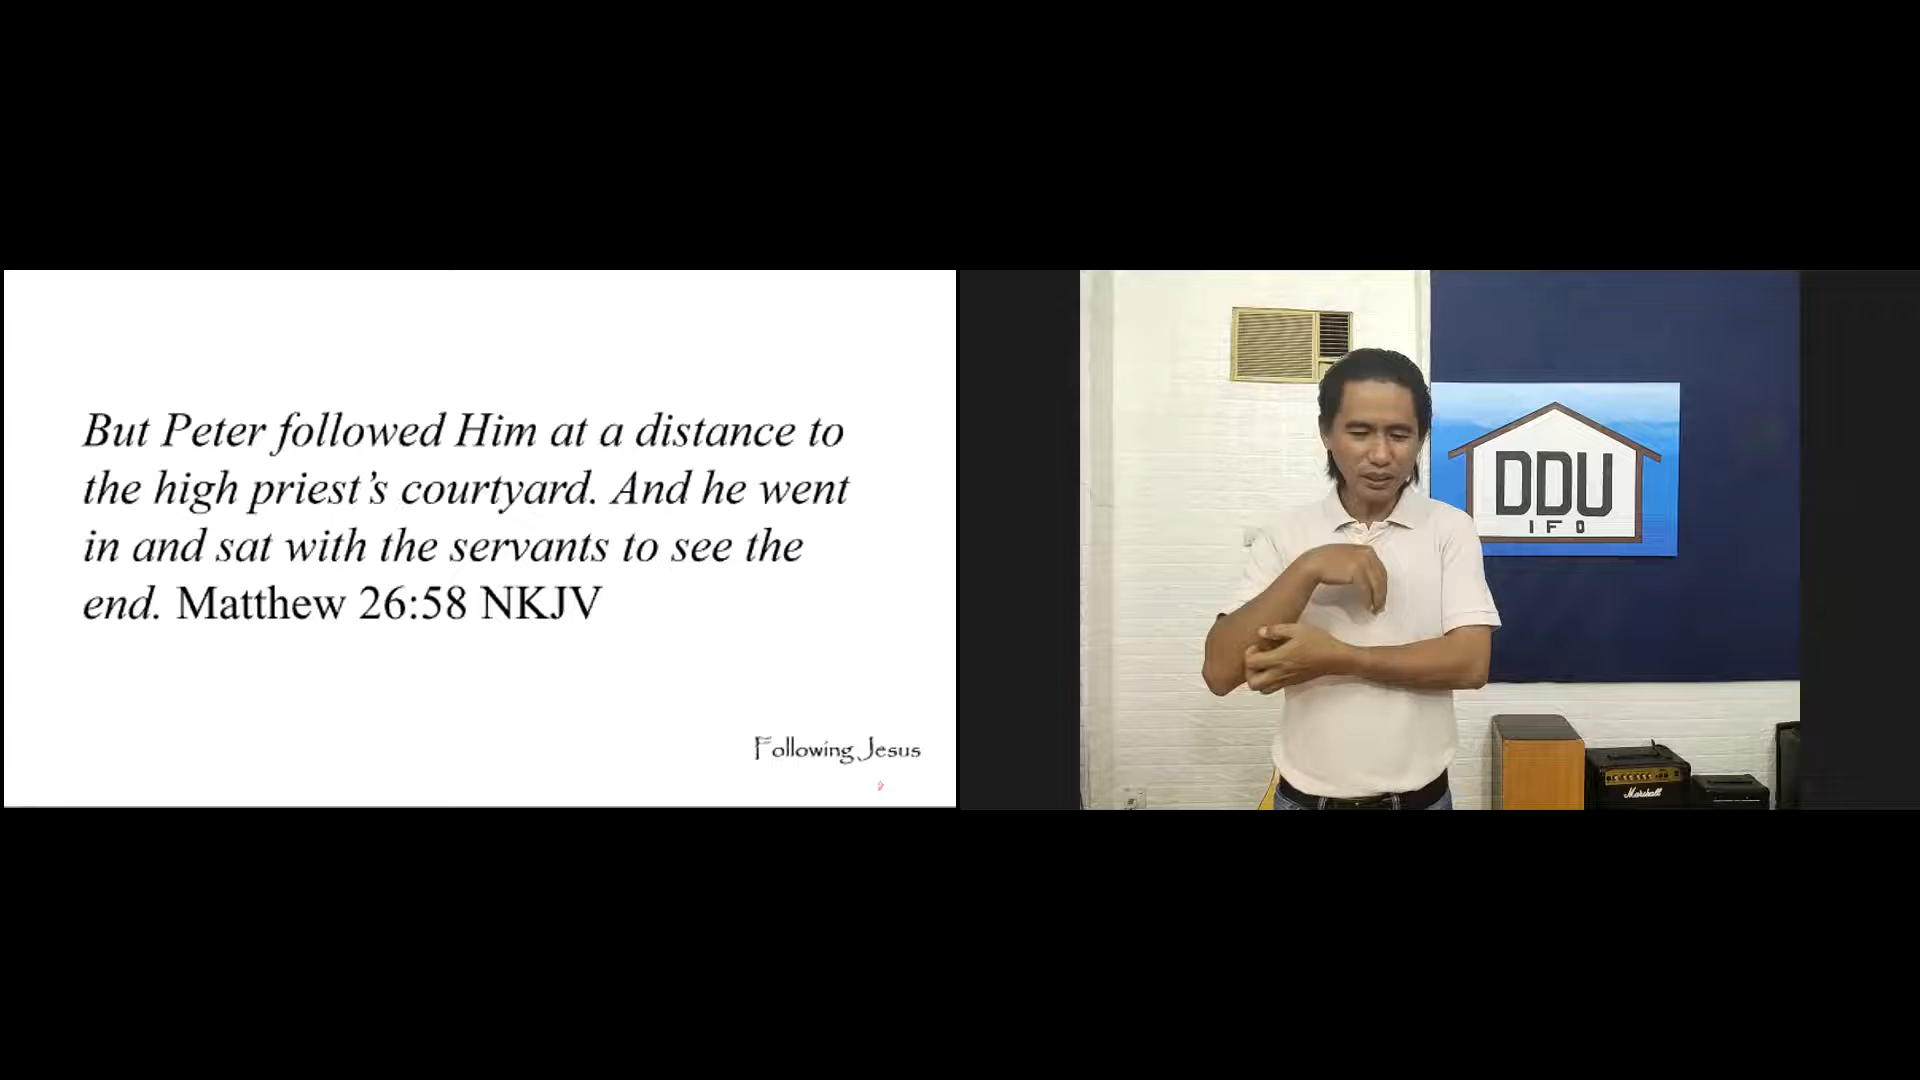 But Peter followed Him at a distance to
the high priest’s courtyard. And he went
in and sat with the servants to see the
end. Matthew 26:58 NKJV
Following Jesus
DDU
IFO
Marshall